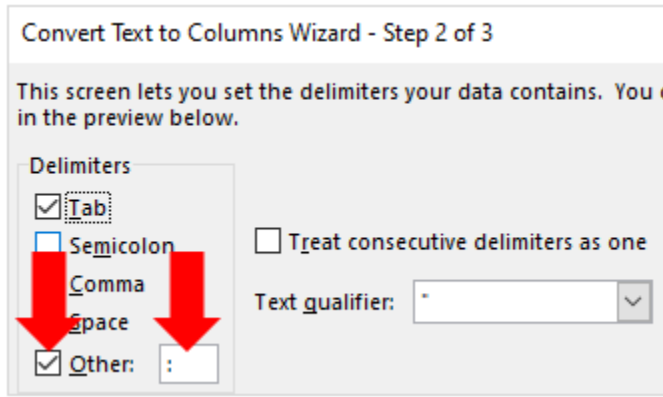 Convert Text to Columns Wizard - Step 2 of 3
This screen lets you set the delimiters your data contains. You
in the preview below.
Delimiters
Tab
Semicolon
Treat consecutive delimiters as one
Comma
Text qualifier: "
Space
Other: :